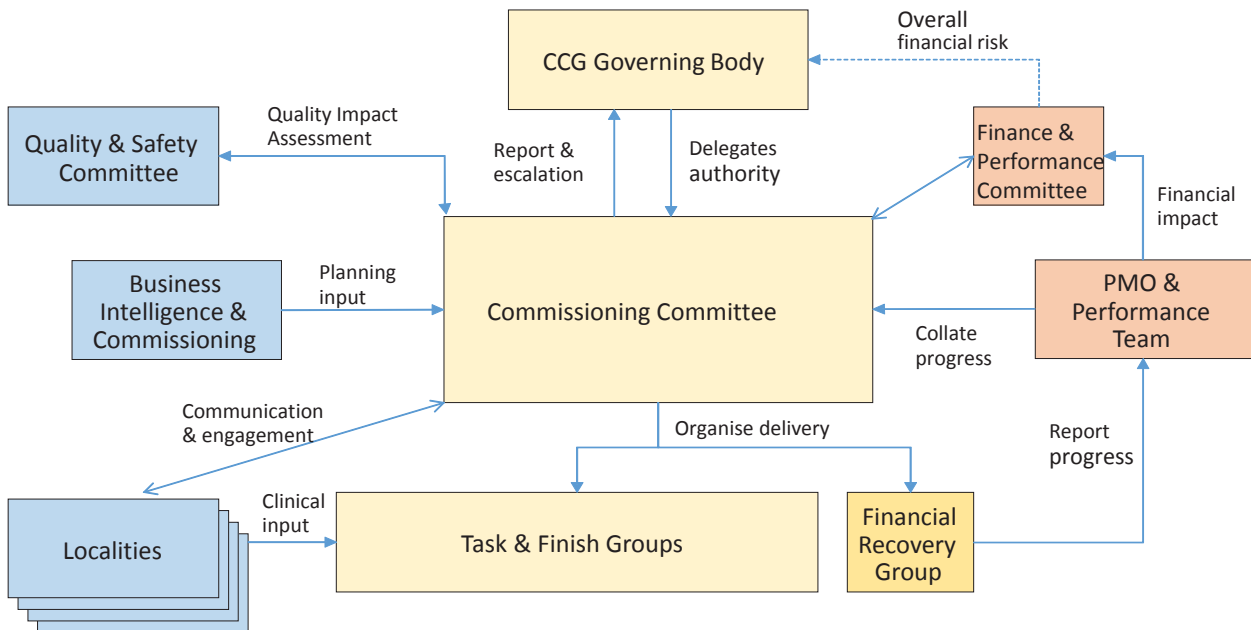 Overall
financial risk
CCG Governing Body
Quality Impact
Assessment
Quality & Safety
Committee
Report &
escalation
Delegates
authority
Finance &
Performance
Committee
Financial
impact
Business
Intelligence &
Commissioning
Planning
input
Commissioning Committee
PMO &
Performance
Team
Collate
progress
Communication
& engagement
Organise delivery
Report
progress
Localities
Clinical
input
Task & Finish Groups
Financial
Recovery
Group